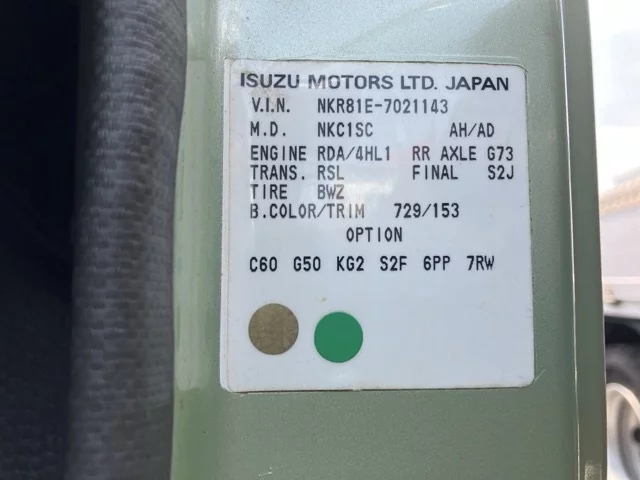 ISUZU MOTORS LTD. JAPAN
V.I.N. NKR81E-7021143
M.D. NKC1SC AH/AD
ENGINE RDA/4HL1 RR AXLE G73
TRANS. RSL FINAL S2J
TIRE BWZ
B.COLOR/TRIM 729/153
OPTION
C60 G50 KG2 S2F 6PP 7RW